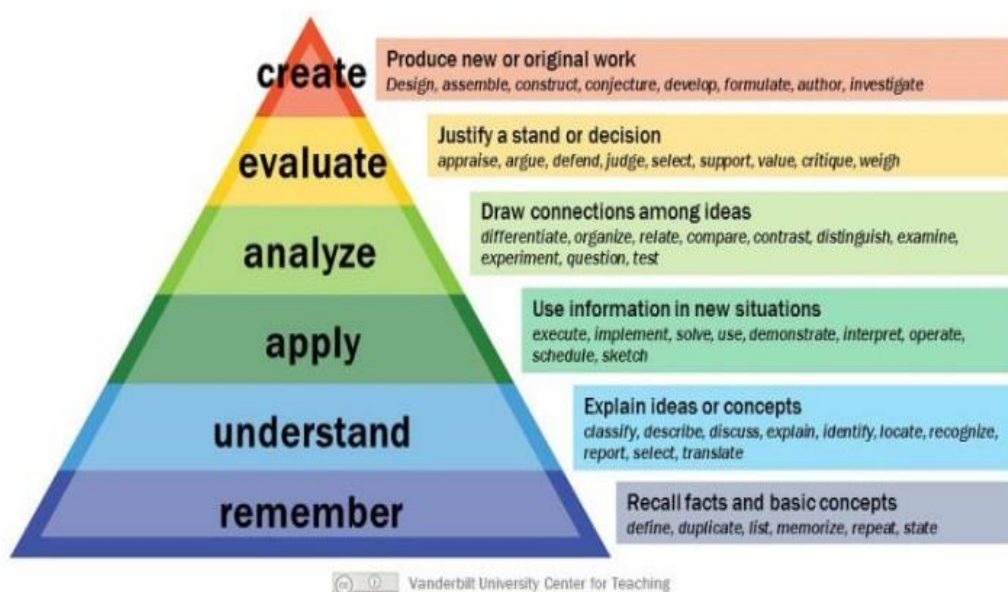 create
Produce new or original work
Design, assemble, construct, conjecture, develop, formulate, author, investigate
evaluate
Justify a stand or decision
appraise, argue, defend, judge, select, support, value, critique, weigh
analyze
Draw connections among ideas
differentiate, organize, relate, compare, contrast, distinguish, examine,
experiment, question, test
apply
Use information in new situations
execute, implement, solve, use, demonstrate, interpret, operate,
schedule, sketch
understand
Explain ideas or concepts
classify, describe, discuss, explain, identify, locate, recognize,
report, select, translate
remember
Recall facts and basic concepts
define, duplicate, list, memorize, repeat, state
cc Vanderbilt University Center for Teaching